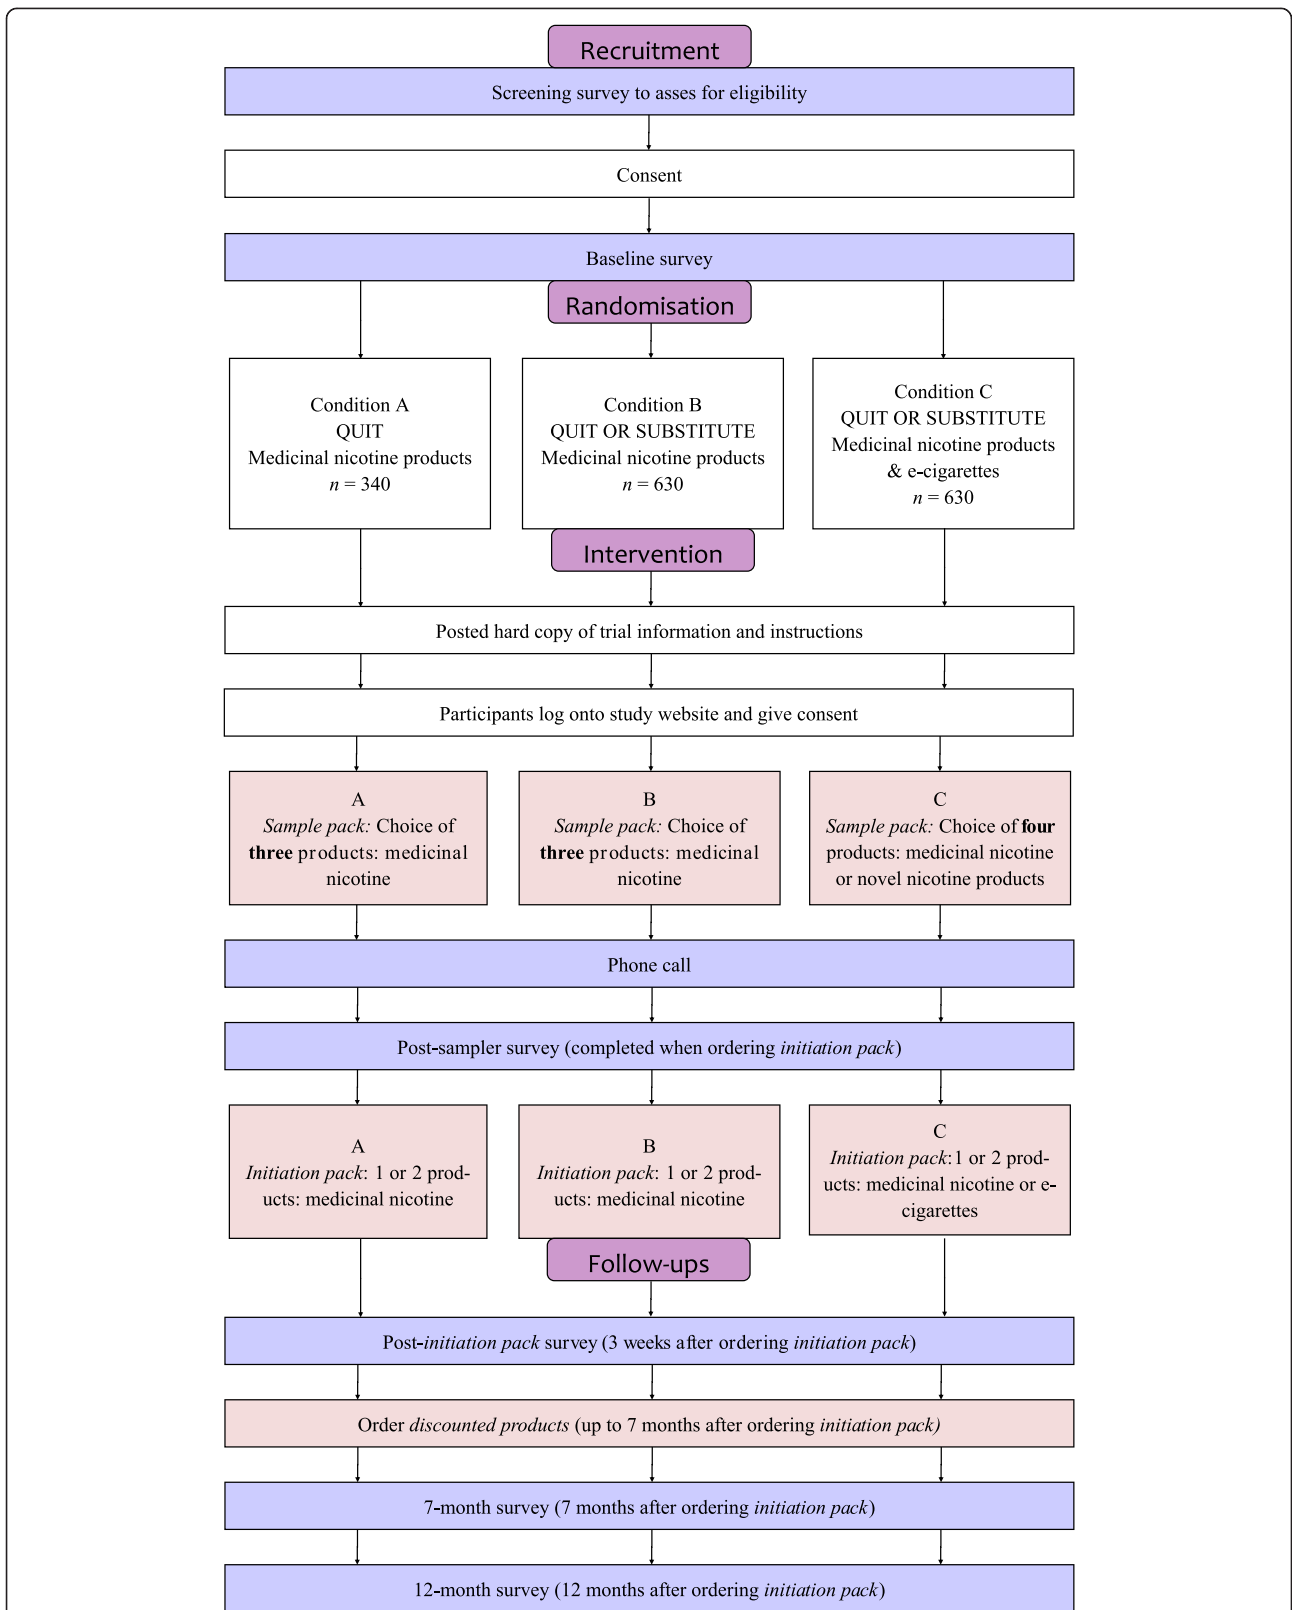 Recruitment
Screening survey to asses for eligibility
Consent
Baseline survey
Randomisation
Condition A
QUIT
Medicinal nicotine products
n = 340
Condition B
QUIT OR SUBSTITUTE
Medicinal nicotine products
n = 630
Condition C
QUIT OR SUBSTITUTE
Medicinal nicotine products
& e-cigarettes
n = 630
Intervention
Posted hard copy of trial information and instructions
Participants log onto study website and give consent
A
Sample pack: Choice of
three products: medicinal
nicotine
B
Sample pack: Choice of
three products: medicinal
nicotine
C
Sample pack: Choice of four
products: medicinal nicotine
or novel nicotine products
Phone call
Post-sampler survey (completed when ordering initiation pack)
A
Initiation pack: 1 or 2 prod-
ucts: medicinal nicotine
B
Initiation pack: 1 or 2 prod-
ucts: medicinal nicotine
C
Initiation pack:1 or 2 prod-
ucts: medicinal nicotine or e-
cigarettes
Follow-ups
Post-initiation pack survey (3 weeks after ordering initiation pack)
Order discounted products (up to 7 months after ordering initiation pack)
7-month survey (7 months after ordering initiation pack)
12-month survey (12 months after ordering initiation pack)